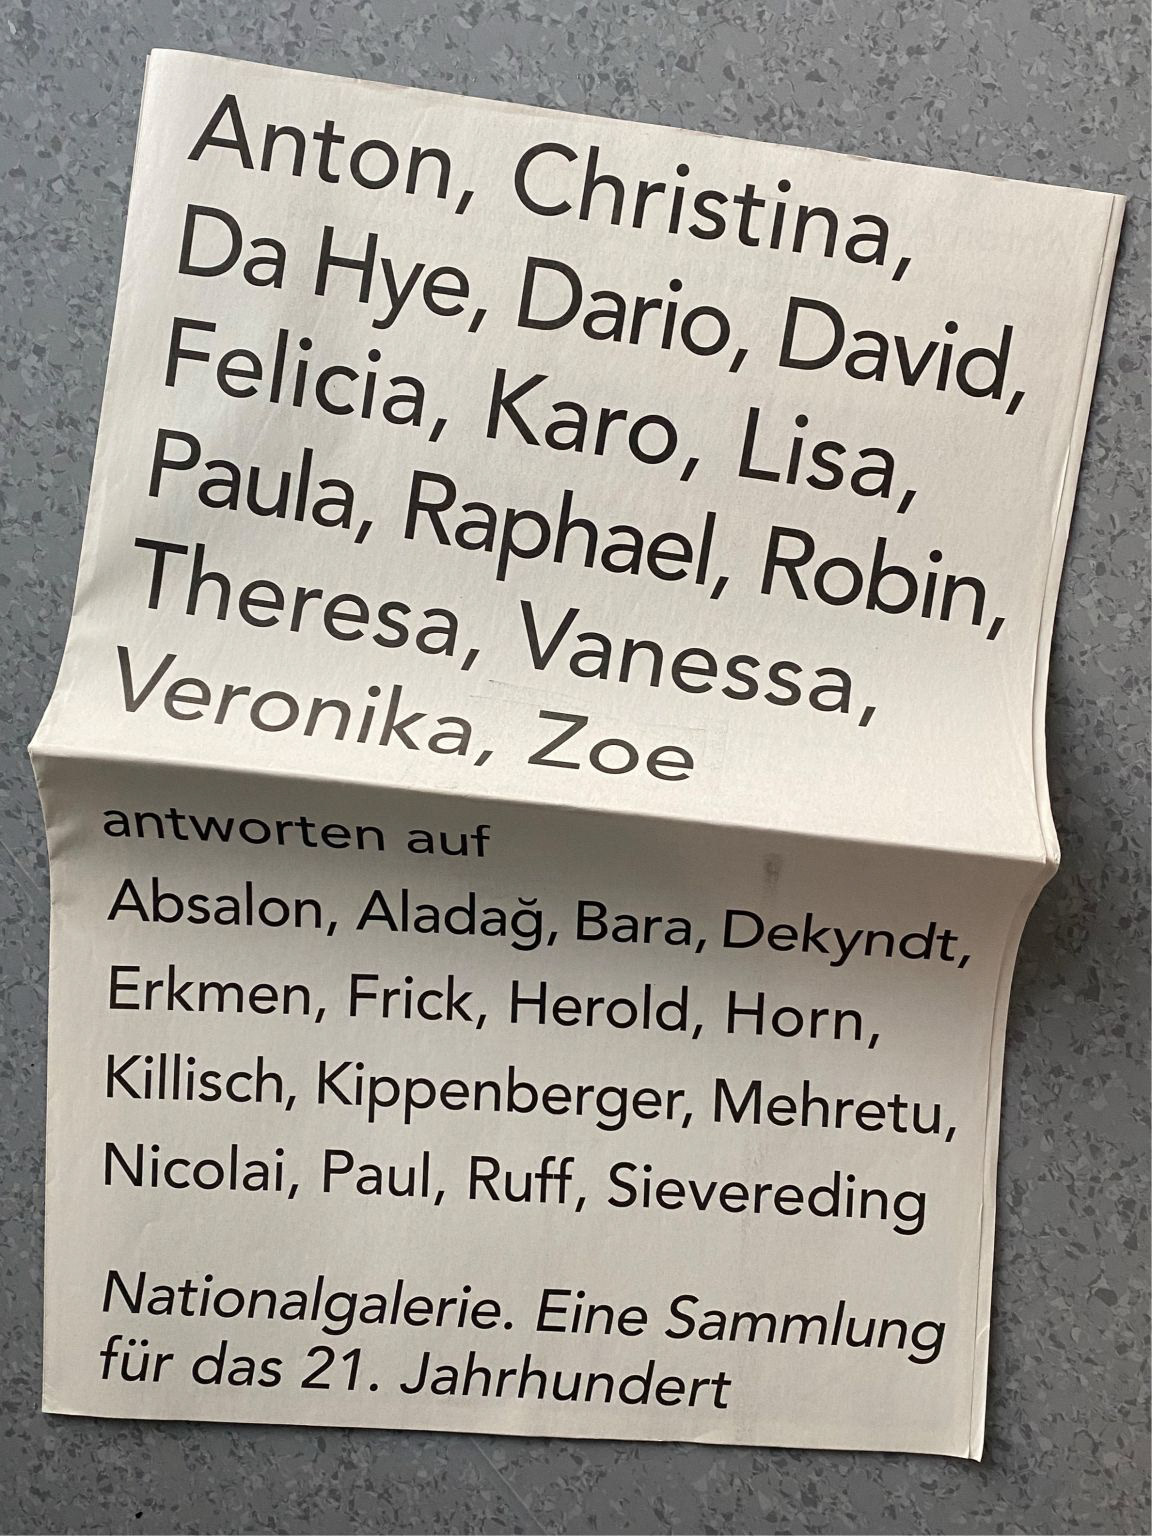 Anton, Christina,
Da Hye, Dario, David,
Felicia, Karo, Lisa,
Paula, Raphael, Robin,
Theresa, Vanessa,
Veronika, Zoe
antworten auf
Absalon, Aladağ, Bara, Dekyndt,
Erkmen, Frick, Herold, Horn,
Killisch, Kippenberger, Mehretu,
Nicolai, Paul, Ruff, Sievereding
Nationalgalerie. Eine Sammlung
für das 21. Jahrhundert